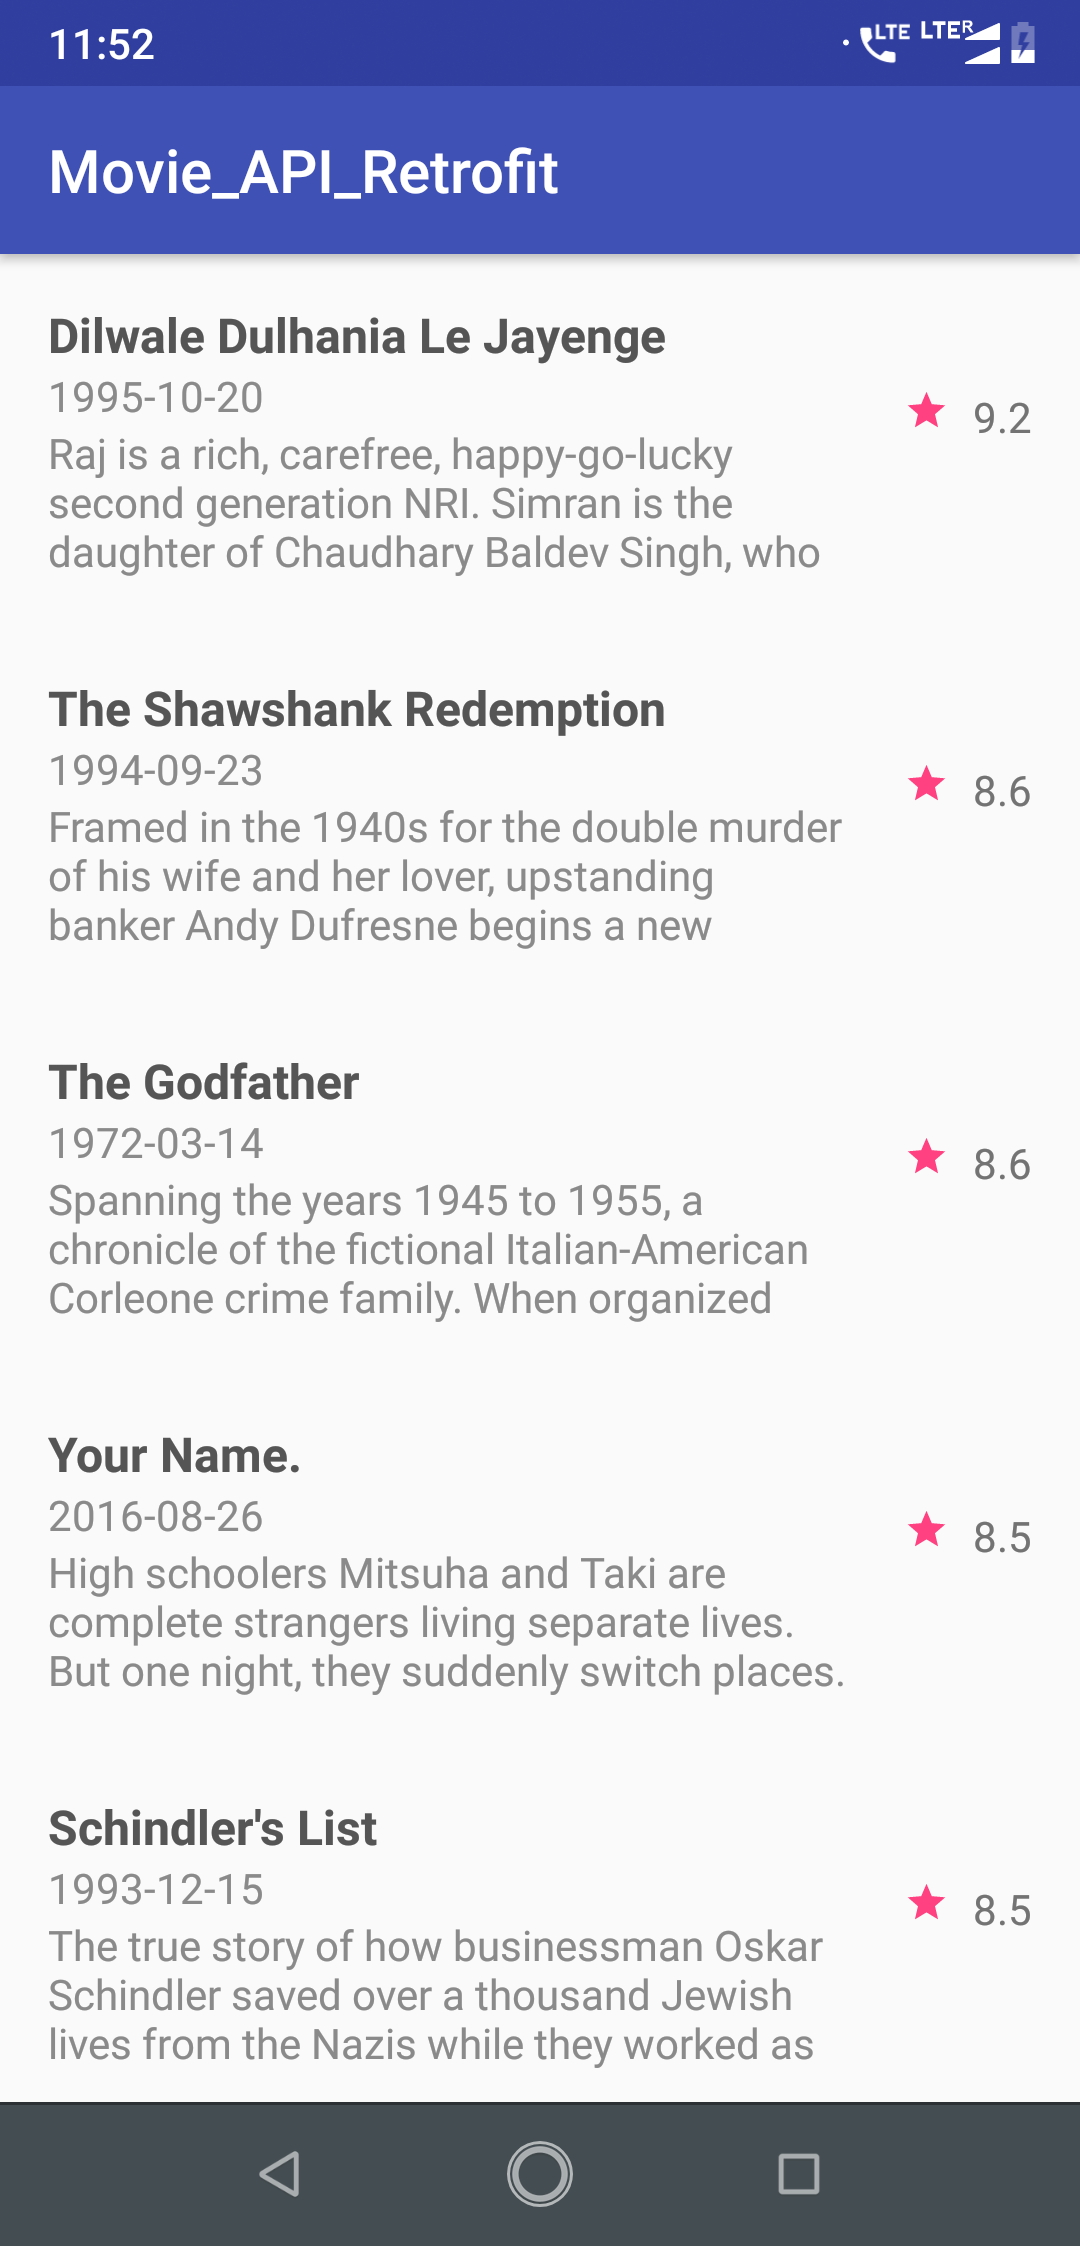 11:52
LTE LTE R
Movie_API_Retrofit
Dilwale Dulhania Le Jayenge
1995-10-20
9.2
Raj is a rich, carefree, happy-go-lucky
second generation NRI. Simran is the
daughter of Chaudhary Baldev Singh, who
The Shawshank Redemption
1994-09-23
8.6
Framed in the 1940s for the double murder
of his wife and her lover, upstanding
banker Andy Dufresne begins a new
The Godfather
1972-03-14
8.6
Spanning the years 1945 to 1955, a
chronicle of the fictional Italian-American
Corleone crime family. When organized
Your Name.
2016-08-26
8.5
High schoolers Mitsuha and Taki are
complete strangers living separate lives.
But one night, they suddenly switch places.
Schindler's List
1993-12-15
8.5
The true story of how businessman Oskar
Schindler saved over a thousand Jewish
lives from the Nazis while they worked as